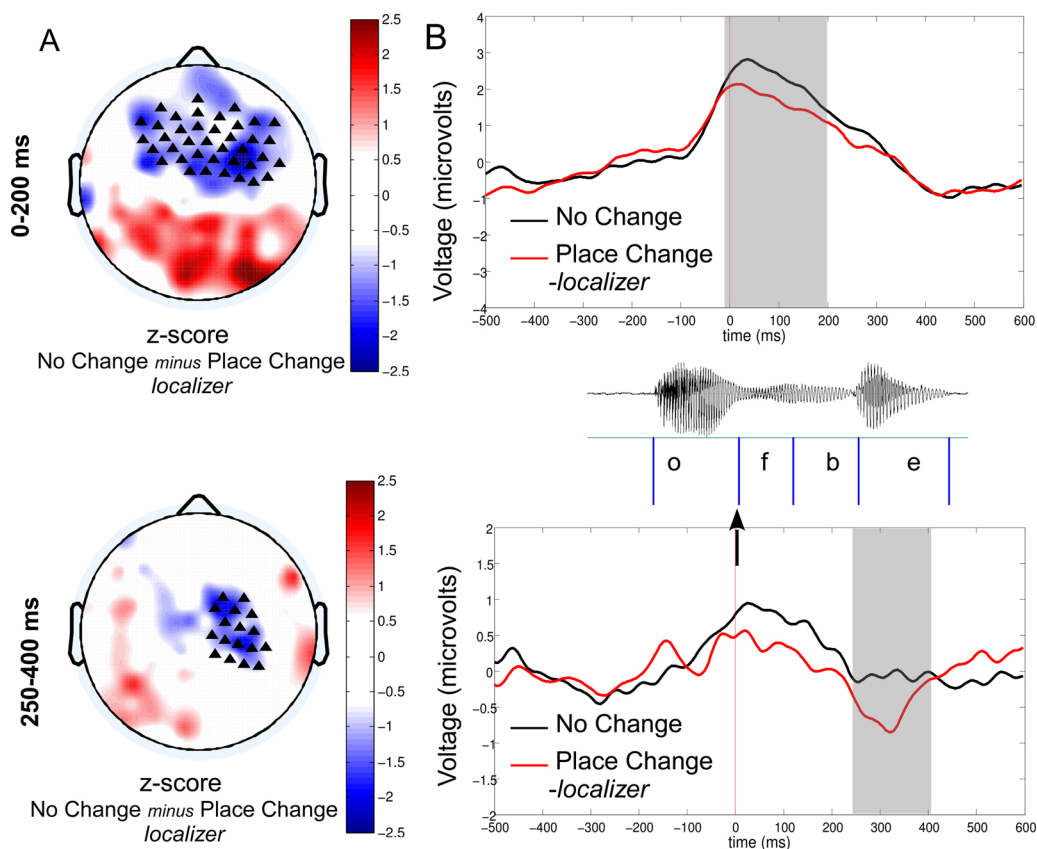 A
0-200 ms
2.5
2
1.5
1
0.5
0
-0.5
-1
-1.5
-2
-2.5
z-score
No Change minus Place Change
localizer
B
Voltage (microvolts)
4
3
2
1
0
−1
−2
−3
4
No Change
Place Change
-localizer
−500 −400 −300 −200 −100 0 100 200 300 400 500 600
time (ms)
o f b e
250-400 ms
2.5
2
1.5
1
0.5
0
-0.5
-1
-1.5
-2
-2.5
z-score
No Change minus Place Change
localizer
Voltage (microvolts)
2
1.5
1
0.5
0
−0.5
−1
−1.5
−2
No Change
Place Change
-localizer
−500 −400 −300 −200 −100 0 100 200 300 400 500 600
time (ms)